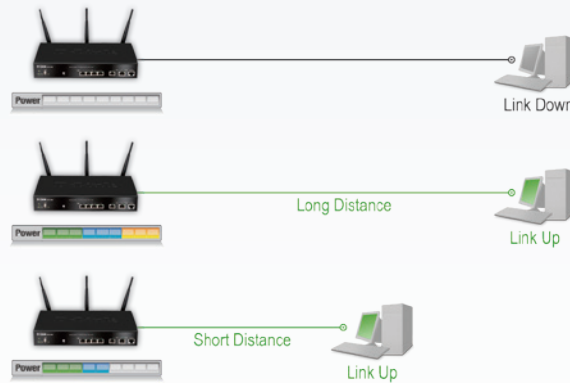 Power
Link Down
Long Distance
Power
Link Up
Short Distance
Power
Link Up